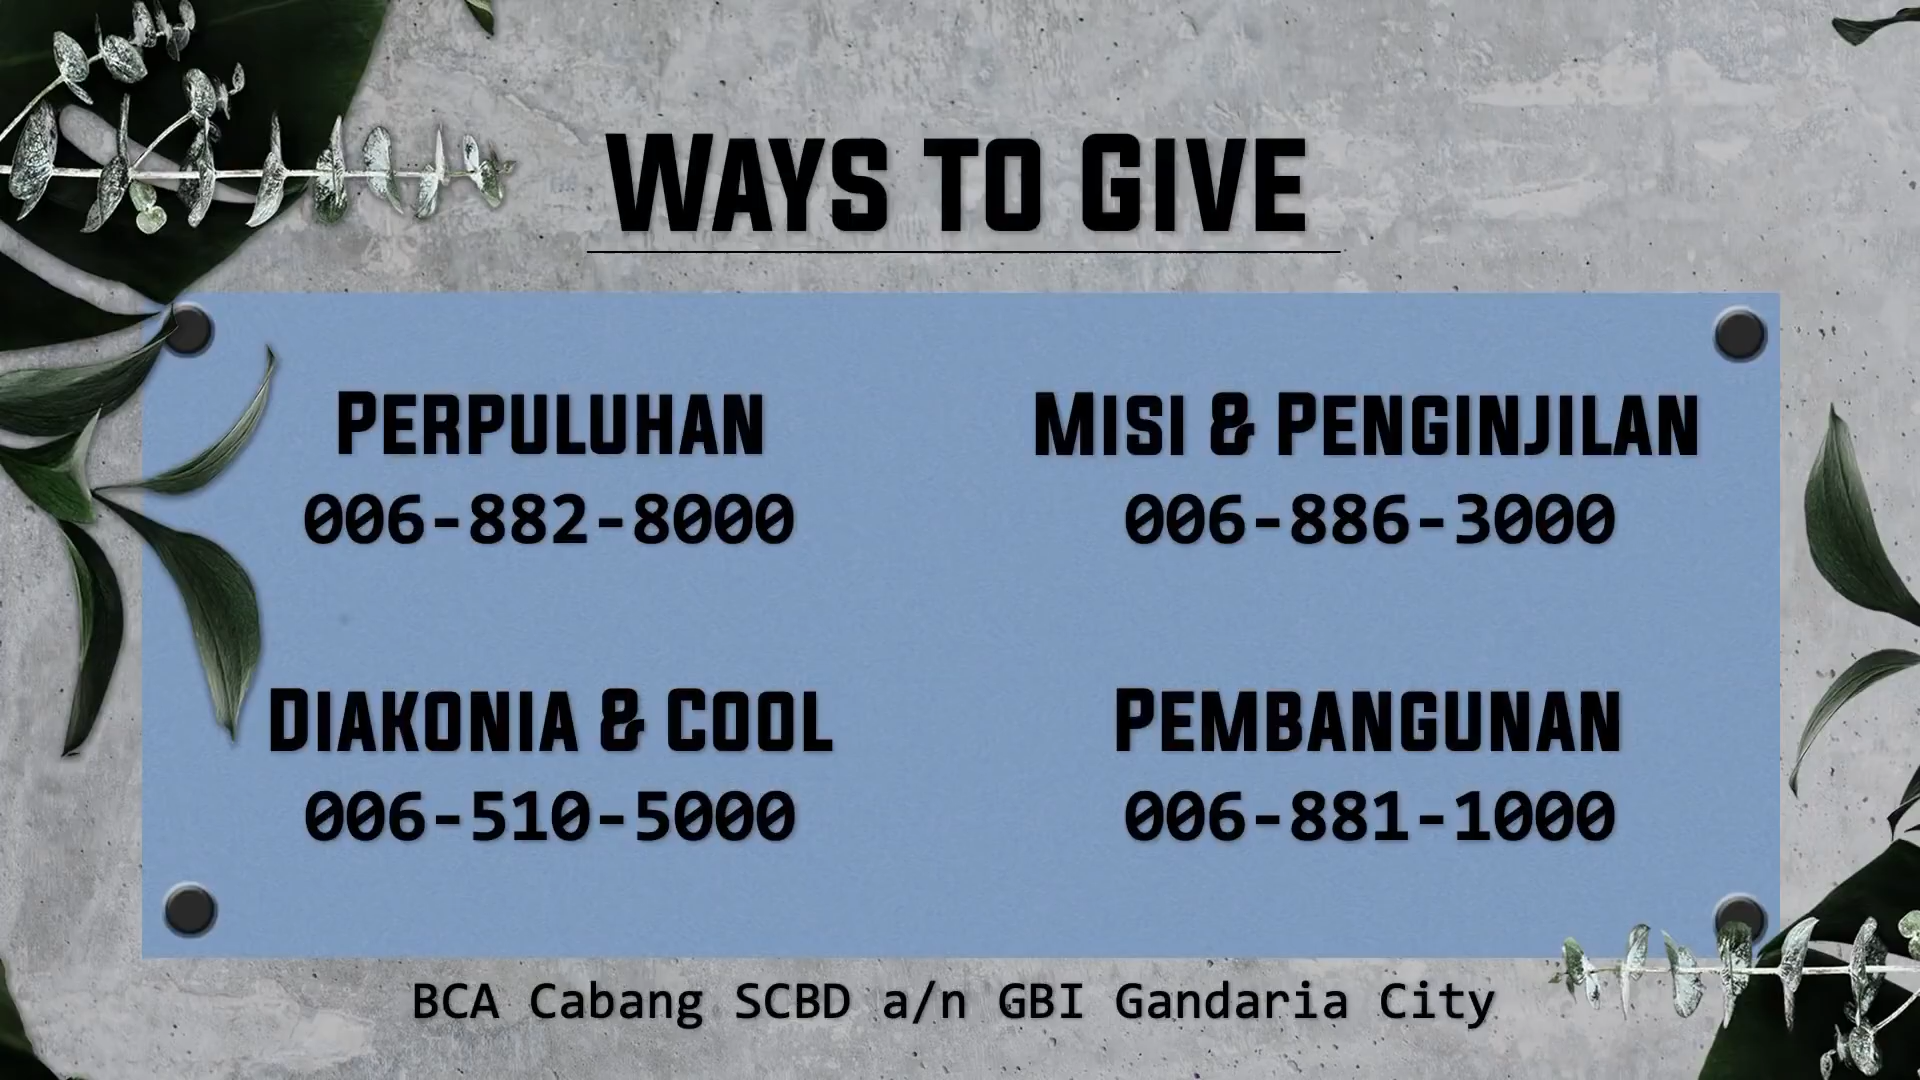 WAYS TO GIVE
PERPULUHAN
006-882-8000
MISI & PENGINJILAN
006-886-3000
DIAKONIA & COOL
006-510-5000
PEMBANGUNAN
006-881-1000
BCA Cabang SCBD a/n GBI Gandaria City